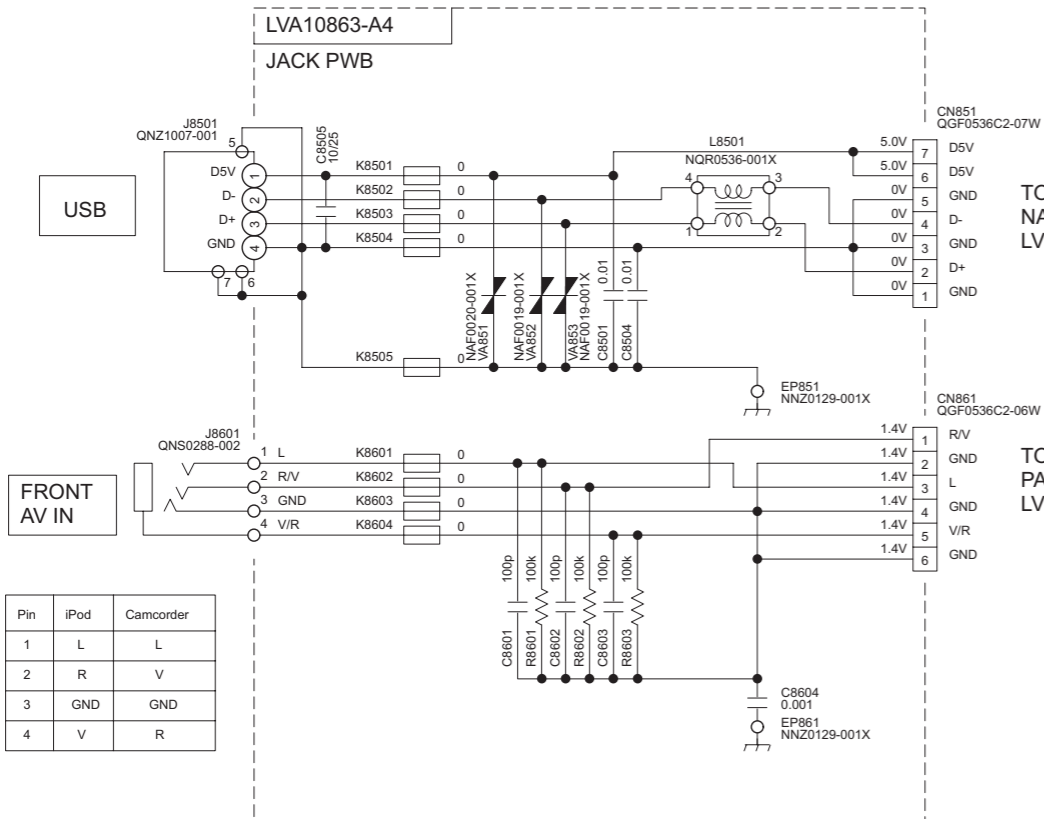 LVA10863-A4
JACK PWB
J8501
QNZ1007-001
USB
5
D5V 1
D- 2
D+ 3
GND 4
7 6
C8505
10/25
K8501 0
K8502 0
K8503 0
K8504 0
K8505 0
NAF0020-001X
VA851
NAF0019-001X
VA852
VA853
NAF0019-001X
C8501 0.01
C8504 0.01
L8501
NQR0536-001X
4 3
1 2
EP851
NNZ0129-001X
CN851
QGF0536C2-07W
5.0V 7 D5V
5.0V 6 D5V
0V 5 GND
0V 4 D-
0V 3 GND
0V 2 D+
0V 1 GND
TO
NA
LV
J8601
QNS0288-002
FRONT
AV IN
1 L
2 R/V
3 GND
4 V/R
K8601 0
K8602 0
K8603 0
K8604 0
C8601 100p
R8601 100k
C8602 100p
R8602 100k
C8603 100p
R8603 100k
C8604
0.001
EP861
NNZ0129-001X
CN861
QGF0536C2-06W
1.4V 1 R/V
1.4V 2 GND
1.4V 3 L
1.4V 4 GND
1.4V 5 V/R
1.4V 6 GND
TO
PA
LV
Pin iPod Camcorder
1 L L
2 R V
3 GND GND
4 V R